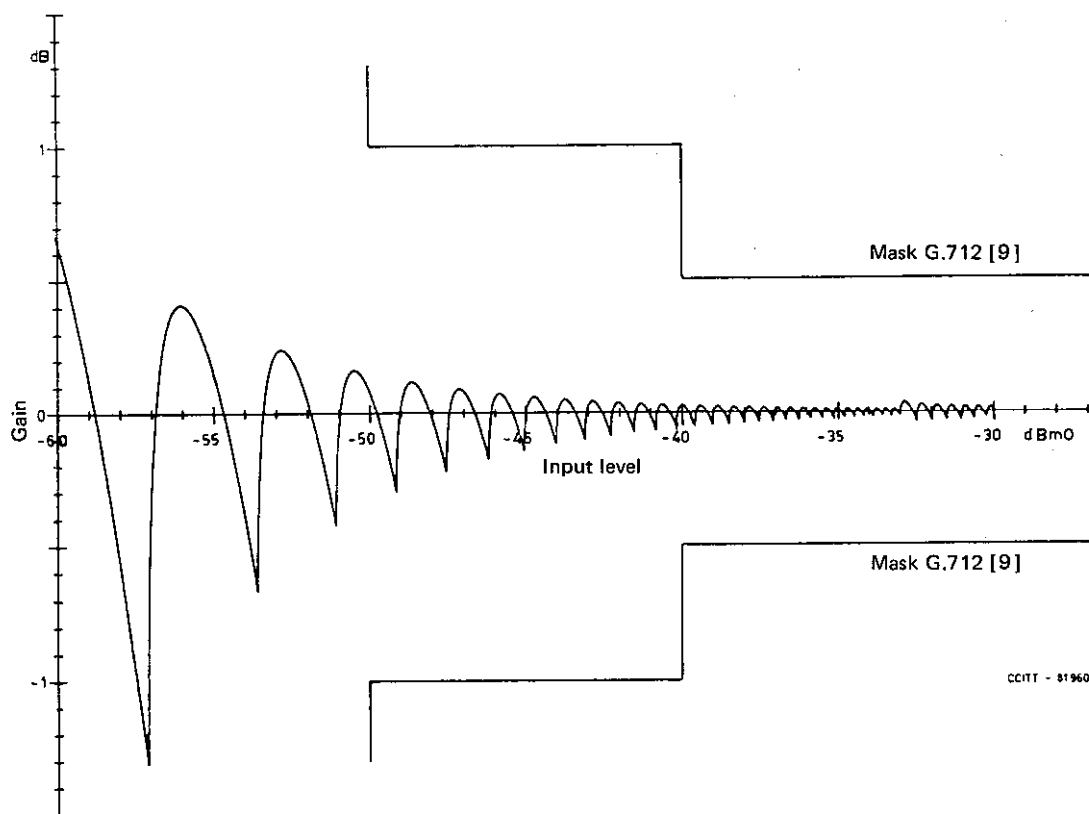 dB
1
Mask G.712 [9]
Gain
0
-60
-55
-50
-45
-40
-35
-30
dBm0
Input level
Mask G.712 [9]
-1
CCITT - 81960